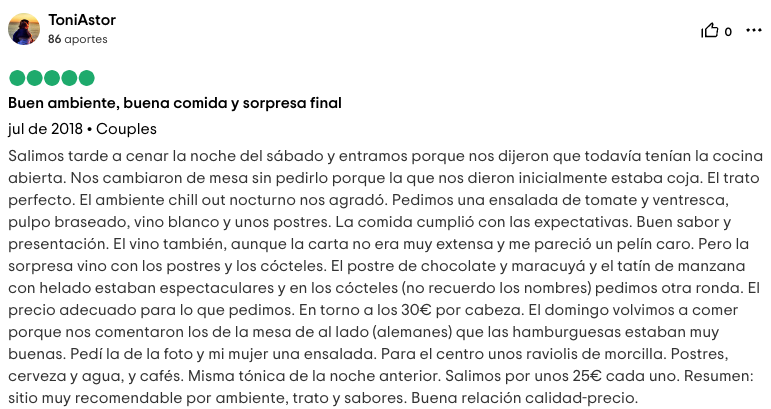 ToniAstor
86 aportes
0
Buen ambiente, buena comida y sorpresa final
jul de 2018 • Couples
Salimos tarde a cenar la noche del sábado y entramos porque nos dijeron que todavía tenían la cocina
abierta. Nos cambiaron de mesa sin pedirlo porque la que nos dieron inicialmente estaba coja. El trato
perfecto. El ambiente chill out nocturno nos agradó. Pedimos una ensalada de tomate y ventresca,
pulpo braseado, vino blanco y unos postres. La comida cumplió con las expectativas. Buen sabor y
presentación. El vino también, aunque la carta no era muy extensa y me pareció un pelín caro. Pero la
sorpresa vino con los postres y los cócteles. El postre de chocolate y maracuyá y el tatín de manzana
con helado estaban espectaculares y en los cócteles (no recuerdo los nombres) pedimos otra ronda. El
precio adecuado para lo que pedimos. En torno a los 30€ por cabeza. El domingo volvimos a comer
porque nos comentaron los de la mesa de al lado (alemanes) que las hamburguesas estaban muy
buenas. Pedí la de la foto y mi mujer una ensalada. Para el centro unos raviolis de morcilla. Postres,
cerveza y agua, y cafés. Misma tónica de la noche anterior. Salimos por unos 25€ cada uno. Resumen:
sitio muy recomendable por ambiente, trato y sabores. Buena relación calidad-precio.